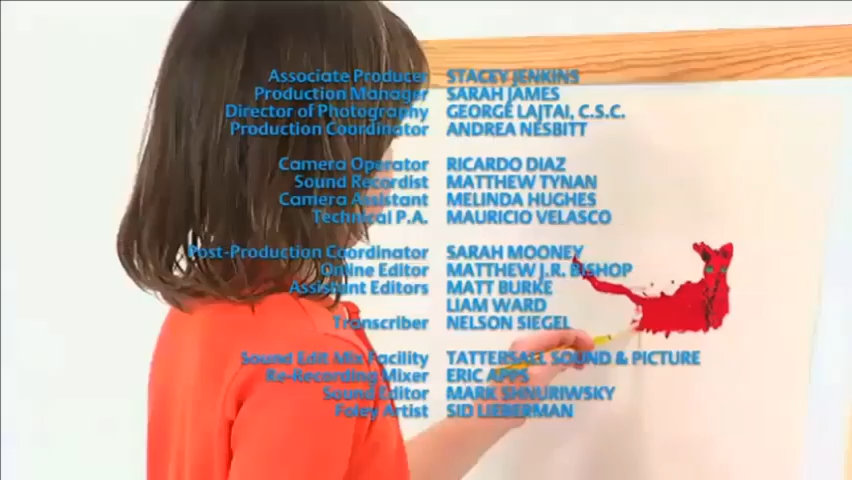 Associate Producer STACEY JENKINS
Production Manager SARAH JAMES
Director of Photography GEORGE LAJTAI, C.S.C.
Production Coordinator ANDREA NESBITT
Camera Operator RICARDO DIAZ
Sound Recordist MATTHEW TYNAN
Camera Assistant MELINDA HUGHES
Technical P.A. MAURICIO VELASCO
Post-Production Coordinator SARAH MOONEY
Online Editor MATTHEW J.R. BISHOP
Assistant Editors MATT BURKE
LIAM WARD
Transcriber NELSON SIEGEL
Sound Edit Mix Facility TATTERSALL SOUND & PICTURE
Re-Recording Mixer ERIC APPS
Sound Editor MARK SHNURIWSKY
Foley Artist SID LIEBERMAN